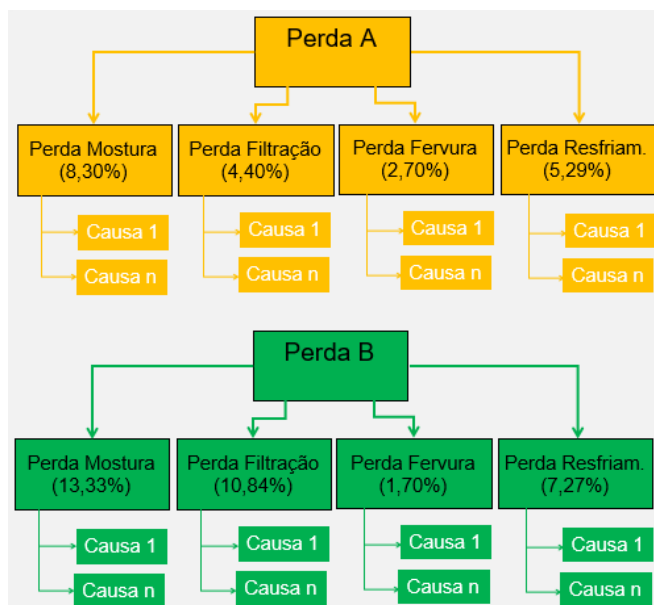 Perda A
Perda Mostura
(8,30%)
Perda Filtração
(4,40%)
Perda Fervura
(2,70%)
Perda Resfriam.
(5,29%)
Causa 1
Causa 1
Causa 1
Causa 1
Causa n
Causa n
Causa n
Causa n
Perda B
Perda Mostura
(13,33%)
Perda Filtração
(10,84%)
Perda Fervura
(1,70%)
Perda Resfriam.
(7,27%)
Causa 1
Causa 1
Causa 1
Causa 1
Causa n
Causa n
Causa n
Causa n